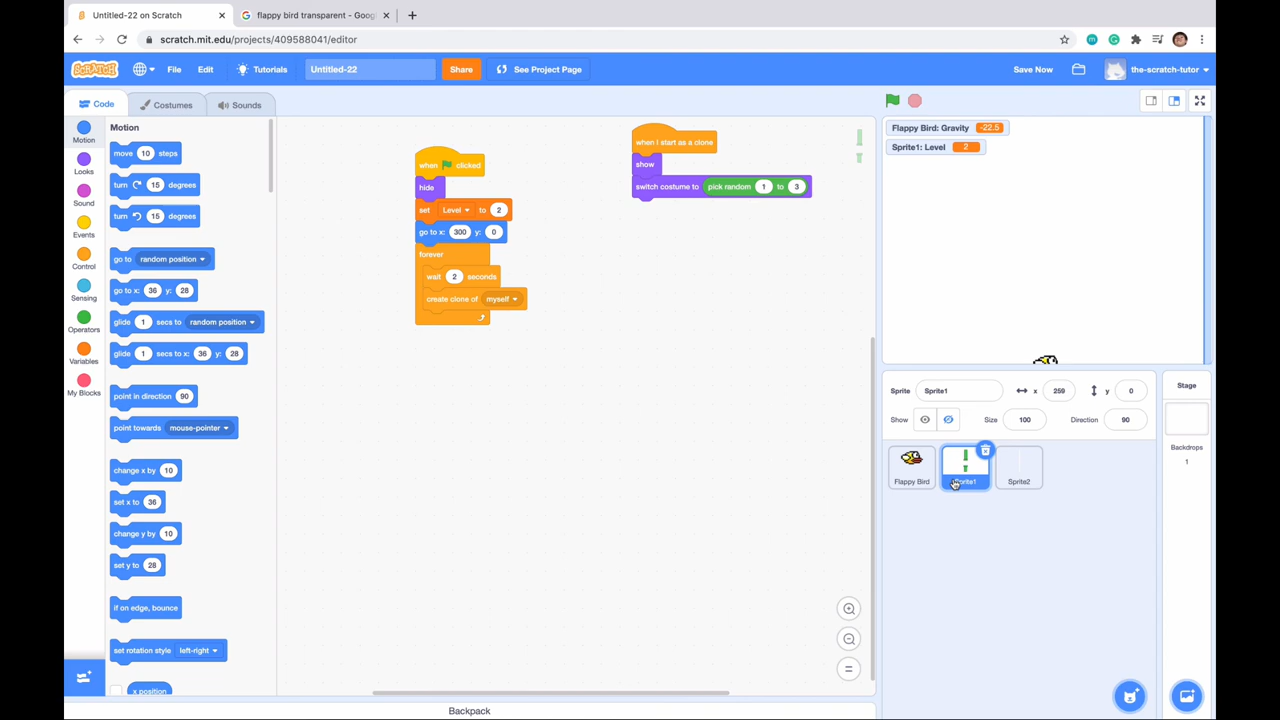 Untitled-22 on Scratch
flappy bird transparent - Goog
scratch.mit.edu/projects/409588041/editor
SCRATCH
File
Edit
Tutorials
Untitled-22
Share
See Project Page
Save Now
the-scratch-tutor
Code
Costumes
Sounds
Motion
Looks
Sound
Events
Control
Sensing
Operators
Variables
My Blocks
Motion
move 10 steps
turn 15 degrees
turn 15 degrees
go to random position
go to x: 36 y: 28
glide 1 secs to random position
glide 1 secs to x: 36 y: 28
point in direction 90
point towards mouse-pointer
change x by 10
set x to 36
change y by 10
set y to 28
if on edge, bounce
set rotation style left-right
x position
when clicked
hide
set Level to 2
go to x: 300 y: 0
forever
wait 2 seconds
create clone of myself
when I start as a clone
show
switch costume to pick random 1 to 3
Flappy Bird: Gravity -22.5
Sprite1: Level 2
Sprite Sprite1 x 259 y 0
Show Size 100 Direction 90
Flappy Bird
Sprite1
Sprite2
Stage
Backdrops
1
Backpack